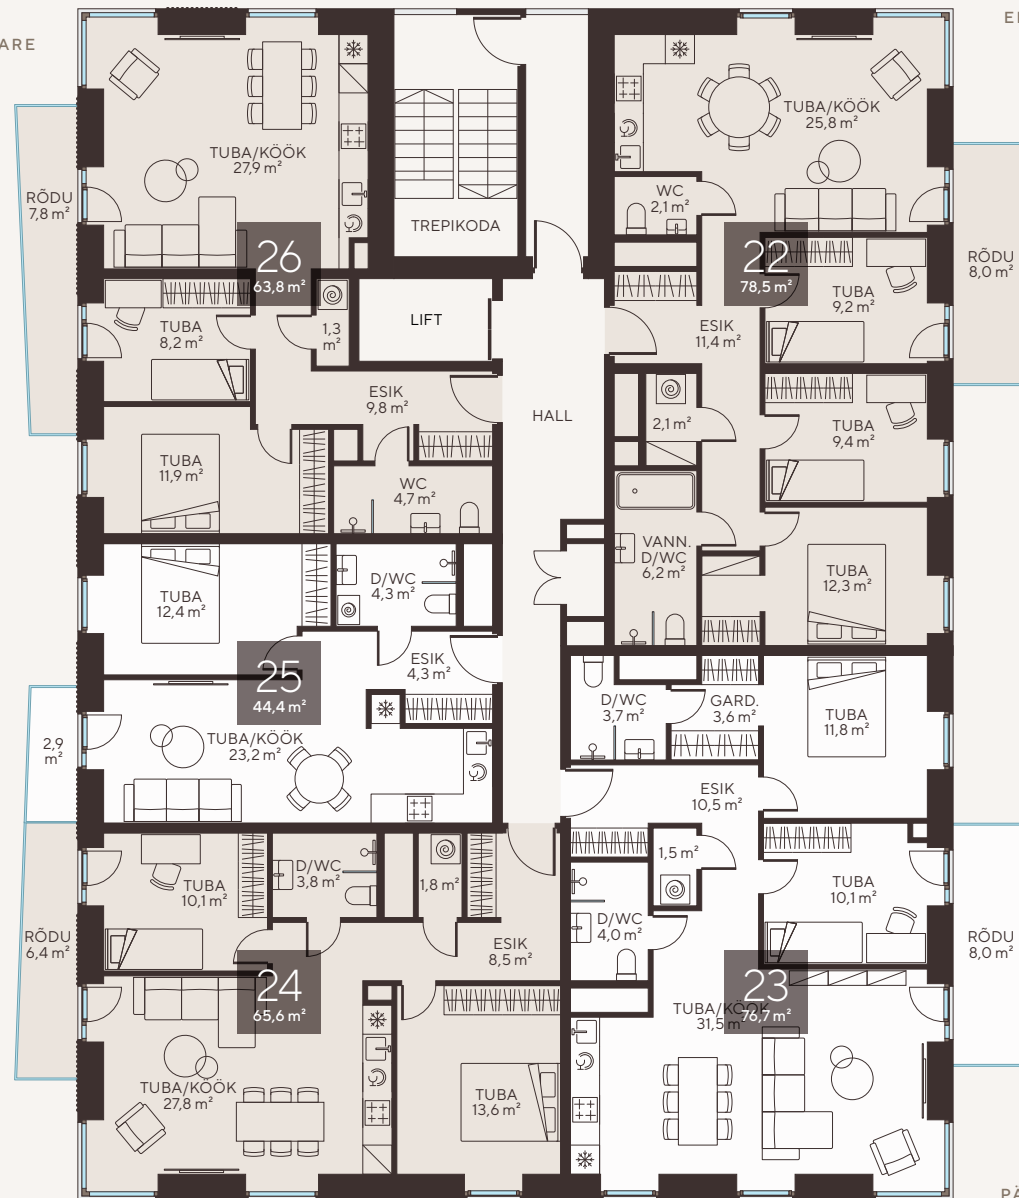 ARE
RÕDU
7,8 m²
TUBA/KÖÖK
27,9 m²
26
63,8 m²
TUBA
8,2 m²
1,3
m²
ESIK
9,8 m²
TUBA
11,9 m²
WC
4,7 m²
TREPIKODA
LIFT
HALL
TUBA/KÖÖK
25,8 m²
WC
2,1 m²
22
78,5 m²
RÕDU
8,0 m²
TUBA
9,2 m²
ESIK
11,4 m²
2,1 m²
TUBA
9,4 m²
VANN.
D/WC
6,2 m²
TUBA
12,3 m²
TUBA
12,4 m²
D/WC
4,3 m²
25
44,4 m²
ESIK
4,3 m²
2,9
m²
TUBA/KÖÖK
23,2 m²
D/WC
3,7 m²
GARD.
3,6 m²
TUBA
11,8 m²
ESIK
10,5 m²
1,5 m²
TUBA
10,1 m²
D/WC
4,0 m²
RÕDU
8,0 m²
23
76,7 m²
TUBA/KÖÖK
31,5 m²
TUBA
10,1 m²
D/WC
3,8 m²
1,8 m²
ESIK
8,5 m²
RÕDU
6,4 m²
24
65,6 m²
TUBA/KÖÖK
27,8 m²
TUBA
13,6 m²